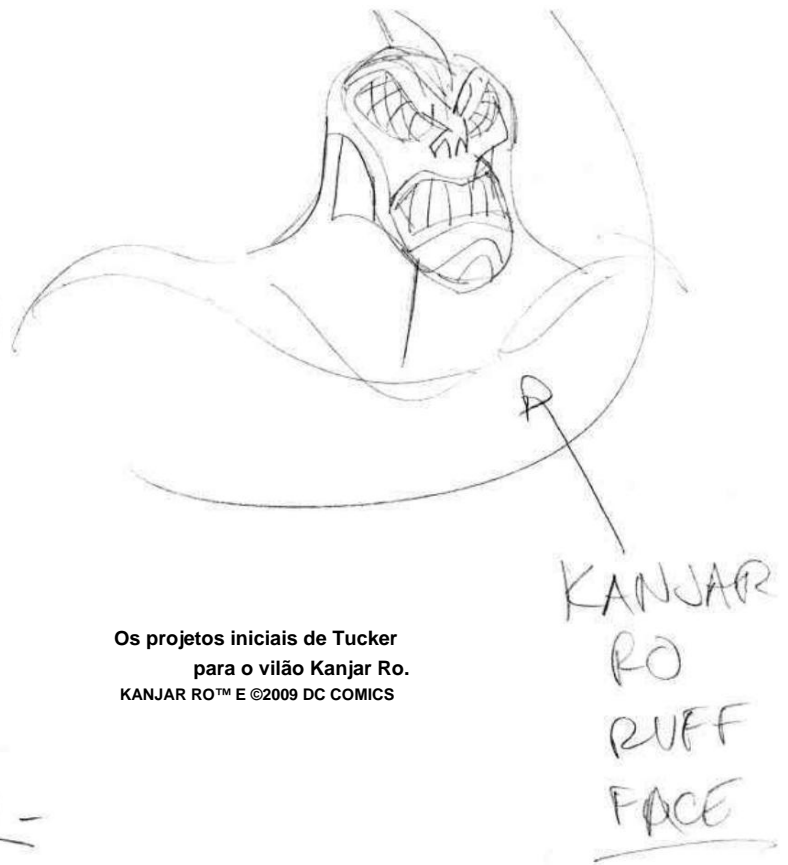 Os projetos iniciais de Tucker
para o vilão Kanjar Ro.
KANJAR RO™ E ©2009 DC COMICS
KANJAR
RO
RUFF
FACE